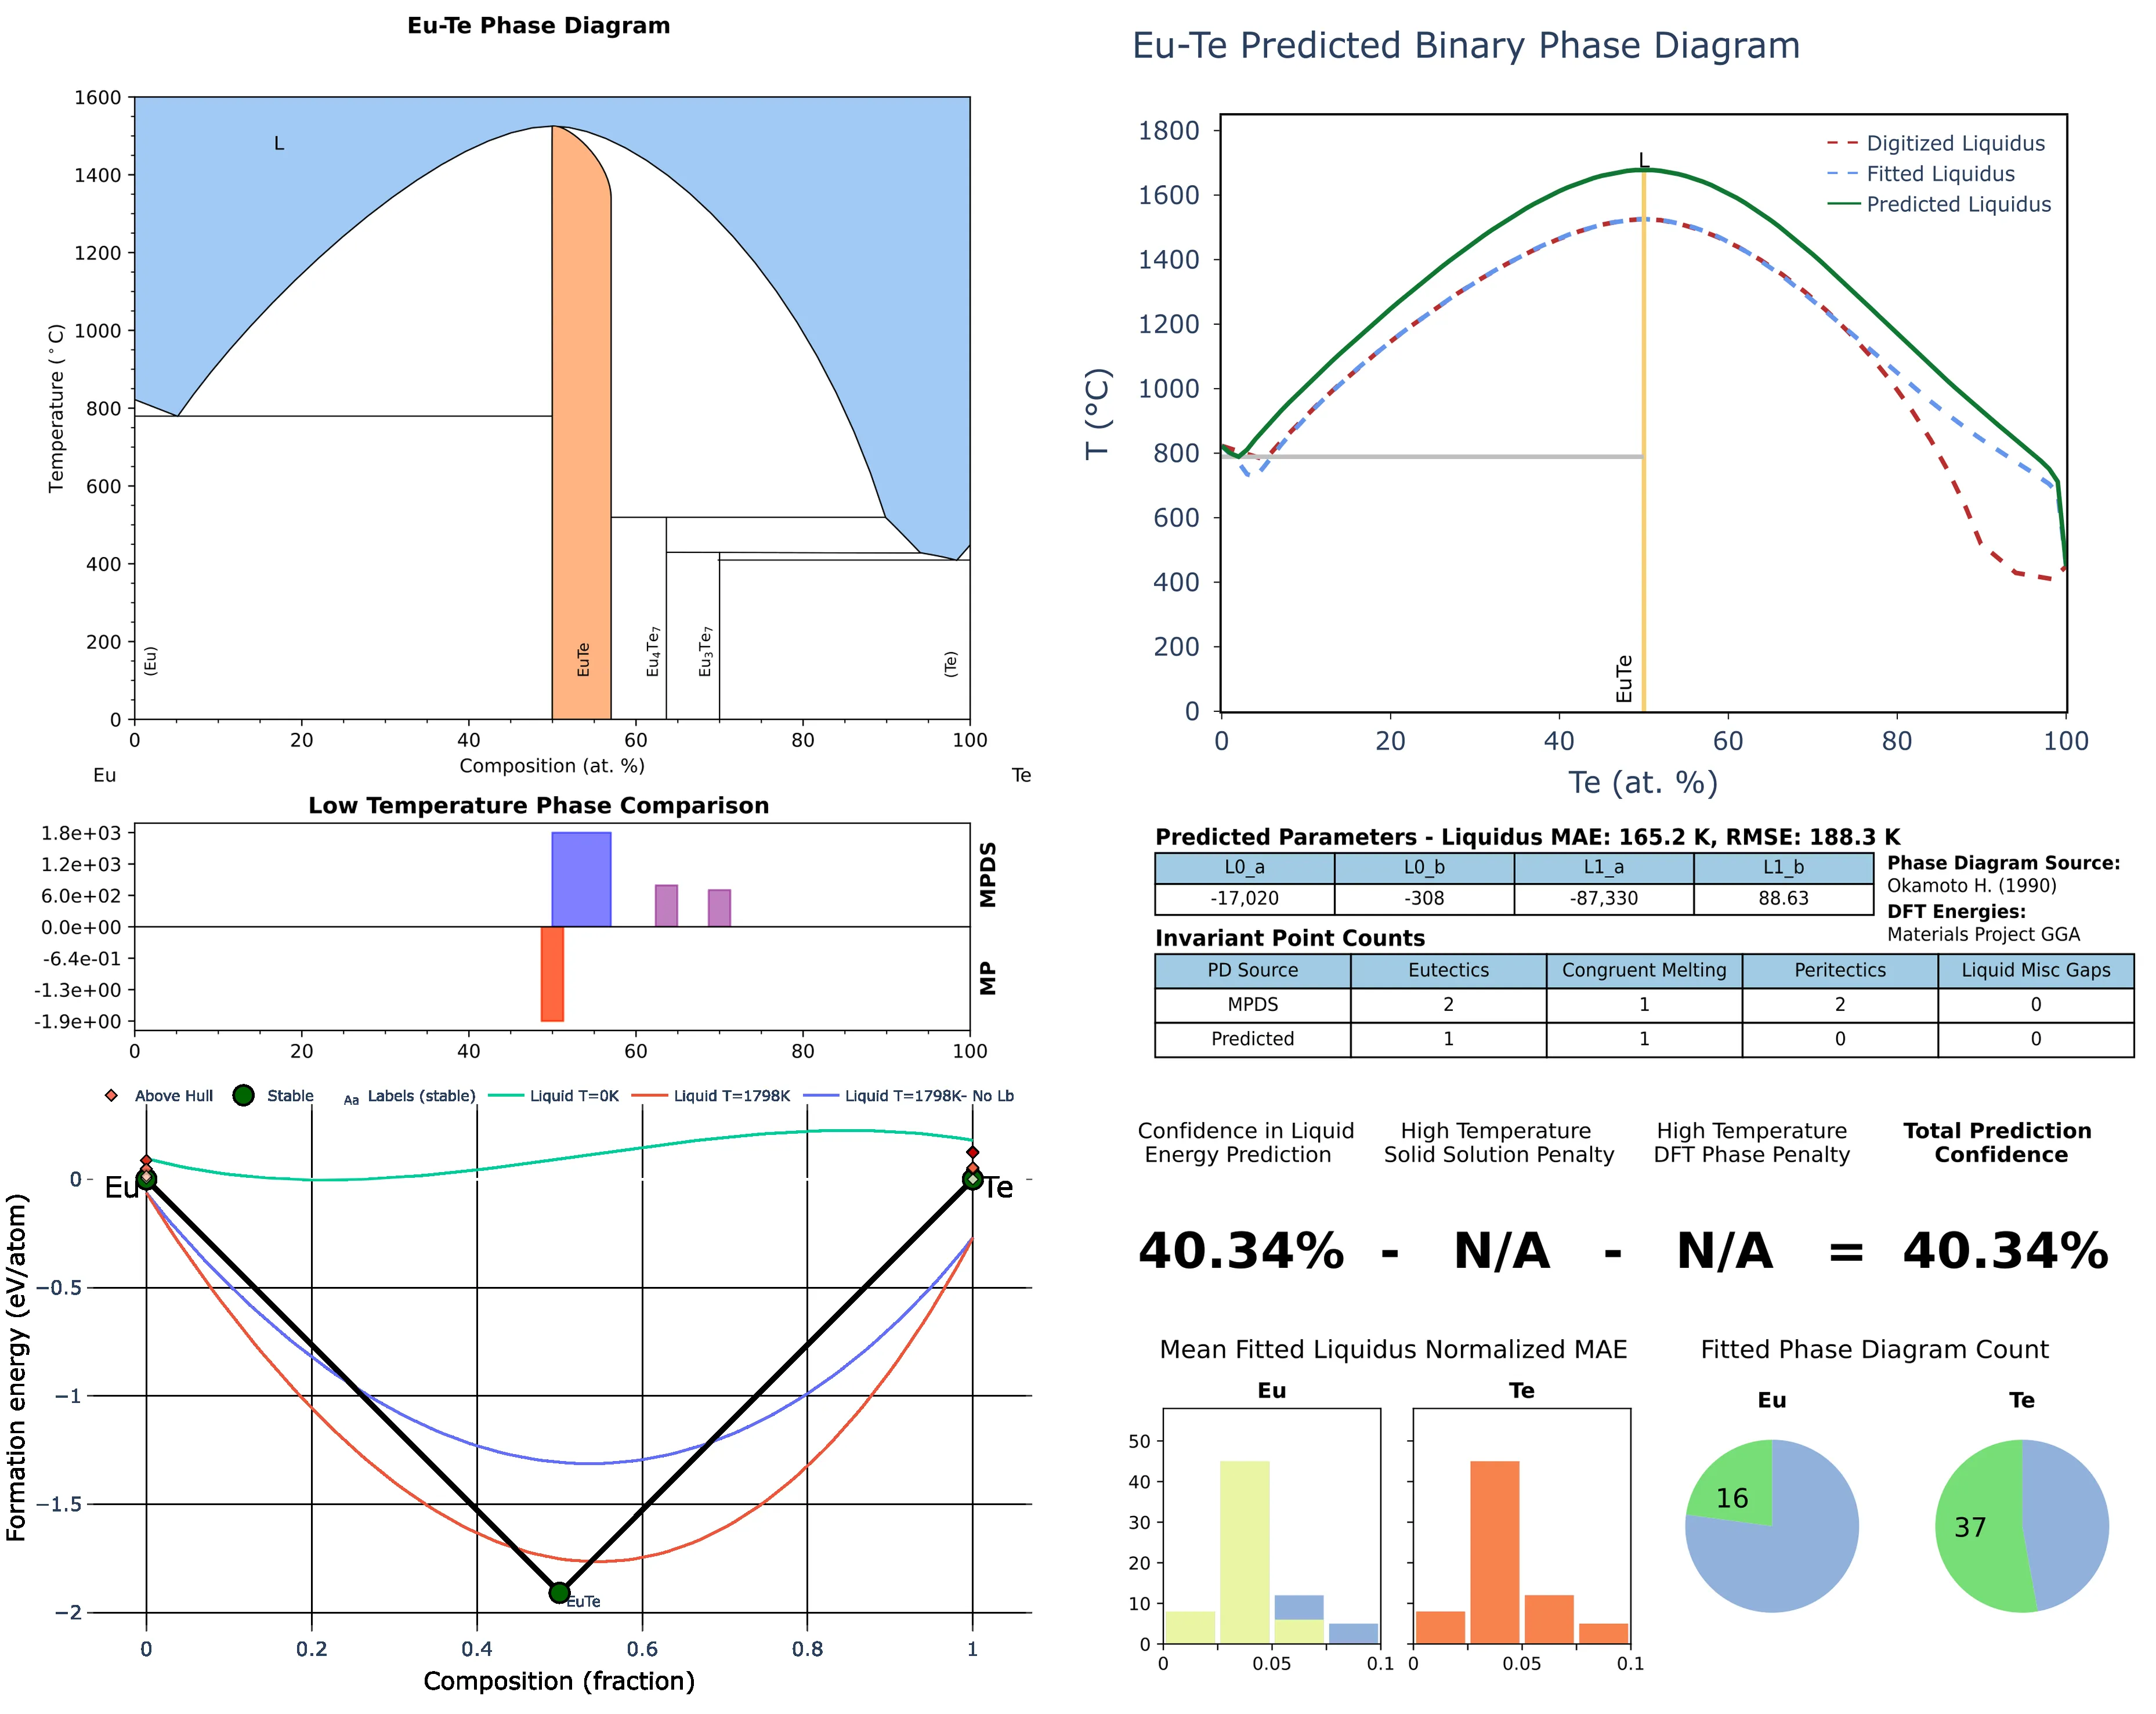 Eu-Te Phase Diagram
1600
1400
1200
1000
800
600
400
200
0
Temperature (°C)
L
(Eu)
EuTe
Eu₄Te₇
Eu₃Te₇
(Te)
0 20 40 60 80 100
Composition (at. %)
Eu Te
Low Temperature Phase Comparison
1.8e+03
1.2e+03
6.0e+02
0.0e+00
-6.4e-01
-1.3e+00
-1.9e+00
MPDS
MP
0 20 40 60 80 100
Above Hull Stable Aa Labels (stable) Liquid T=0K Liquid T=1798K Liquid T=1798K- No Lb
0
−0.5
−1
−1.5
−2
Formation energy (eV/atom)
Eu
Te
EuTe
0 0.2 0.4 0.6 0.8 1
Composition (fraction)
Eu-Te Predicted Binary Phase Diagram
1800
1600
1400
1200
1000
800
600
400
200
0
T (°C)
L
Digitized Liquidus
Fitted Liquidus
Predicted Liquidus
EuTe
0 20 40 60 80 100
Te (at. %)
Predicted Parameters - Liquidus MAE: 165.2 K, RMSE: 188.3 K
L0_a L0_b L1_a L1_b
-17,020 -308 -87,330 88.63
Phase Diagram Source:
Okamoto H. (1990)
DFT Energies:
Materials Project GGA
Invariant Point Counts
PD Source Eutectics Congruent Melting Peritectics Liquid Misc Gaps
MPDS 2 1 2 0
Predicted 1 1 0 0
Confidence in Liquid
Energy Prediction
High Temperature
Solid Solution Penalty
High Temperature
DFT Phase Penalty
Total Prediction
Confidence
40.34% - N/A - N/A = 40.34%
Mean Fitted Liquidus Normalized MAE
Eu
Te
50
40
30
20
10
0
0 0.05 0.1
0 0.05 0.1
Fitted Phase Diagram Count
Eu
Te
16
37